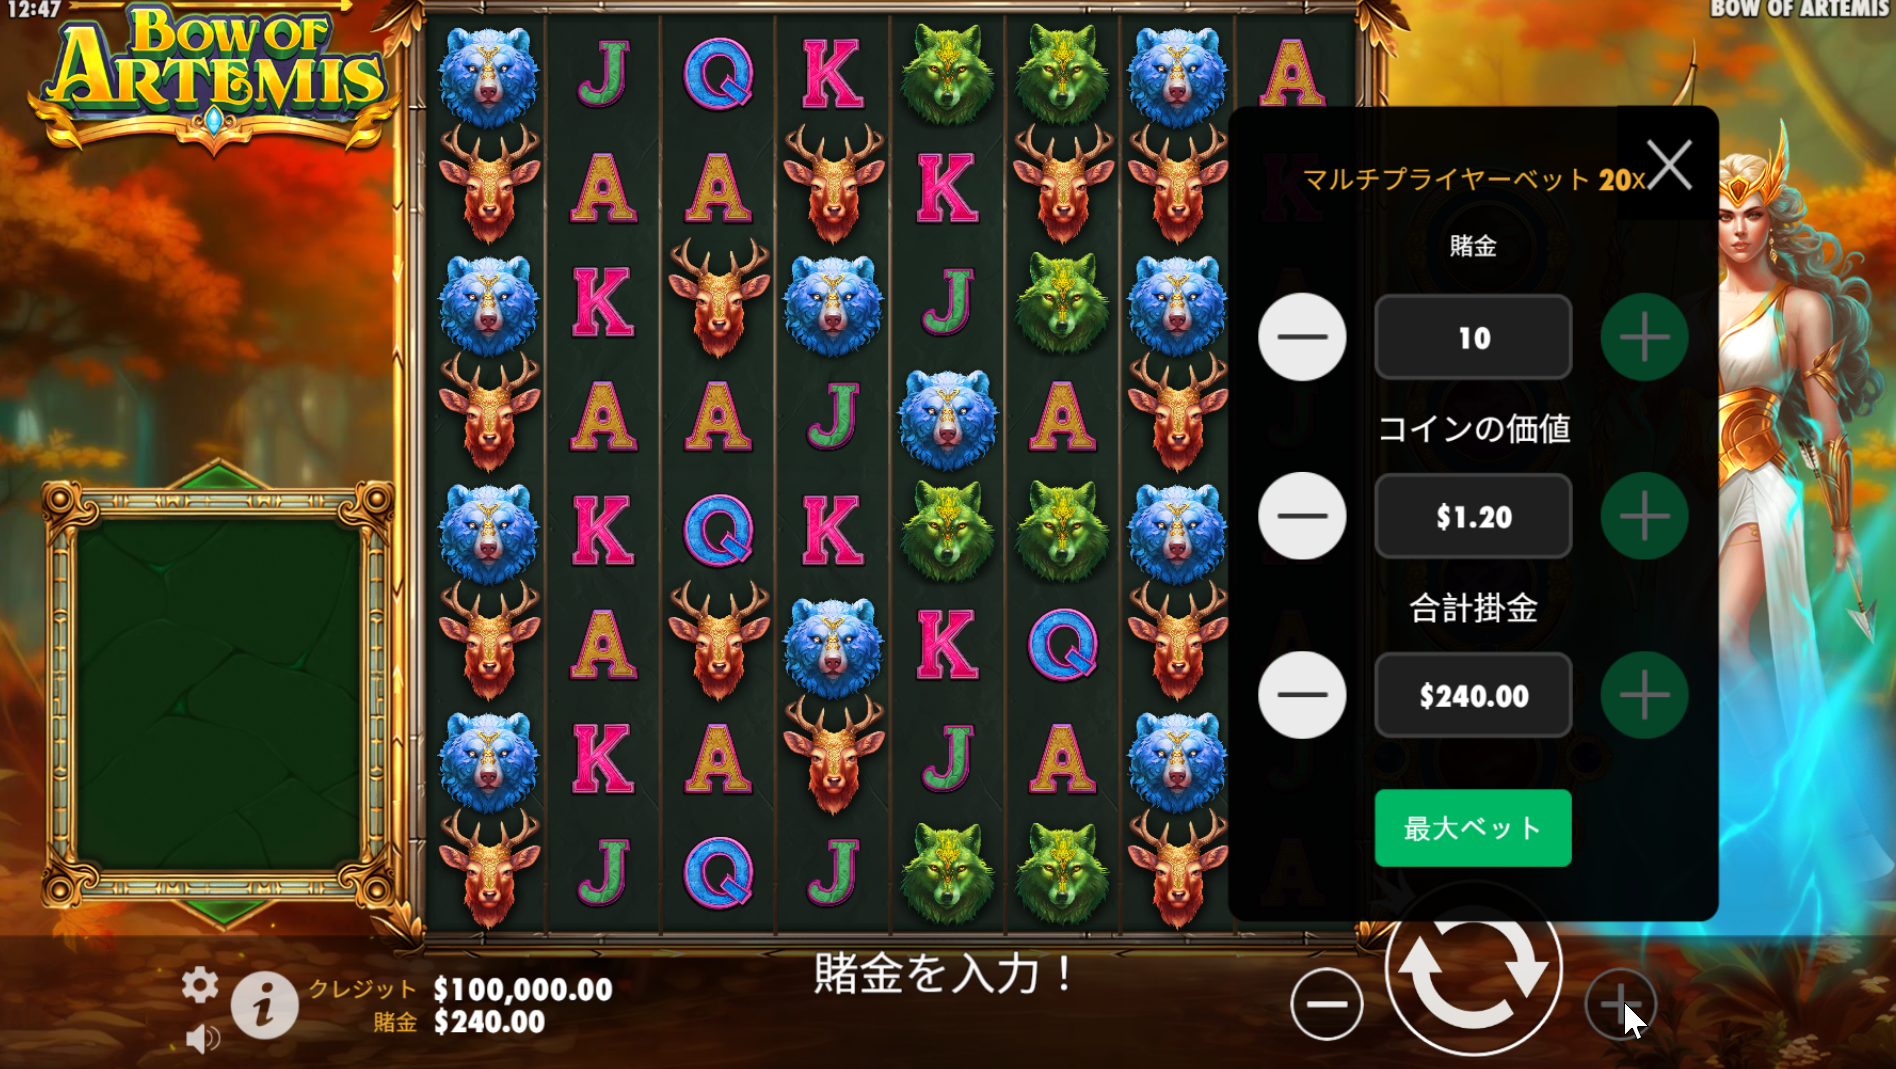 12:47
BOW OF ARTEMIS
BOW OF
ARTEMIS
J Q K A
A A K K
K J
A A J A J
K Q K
A K Q A
K A J A J
J Q J A
マルチプライヤーベット 20x
賭金
10
コインの価値
$1.20
合計掛金
$240.00
最大ベット
クレジット $100,000.00
賭金 $240.00
賭金を入力！